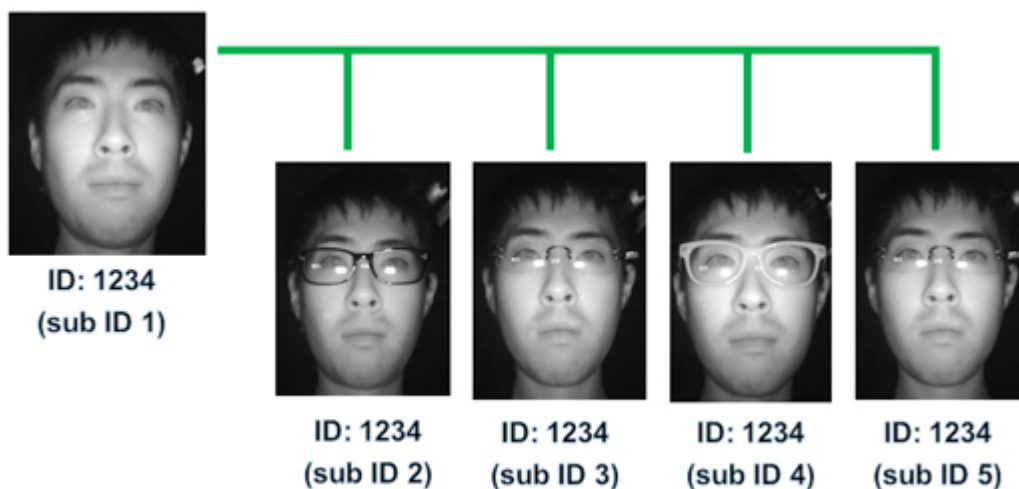 ID: 1234
(sub ID 1)
ID: 1234
(sub ID 2)
ID: 1234
(sub ID 3)
ID: 1234
(sub ID 4)
ID: 1234
(sub ID 5)